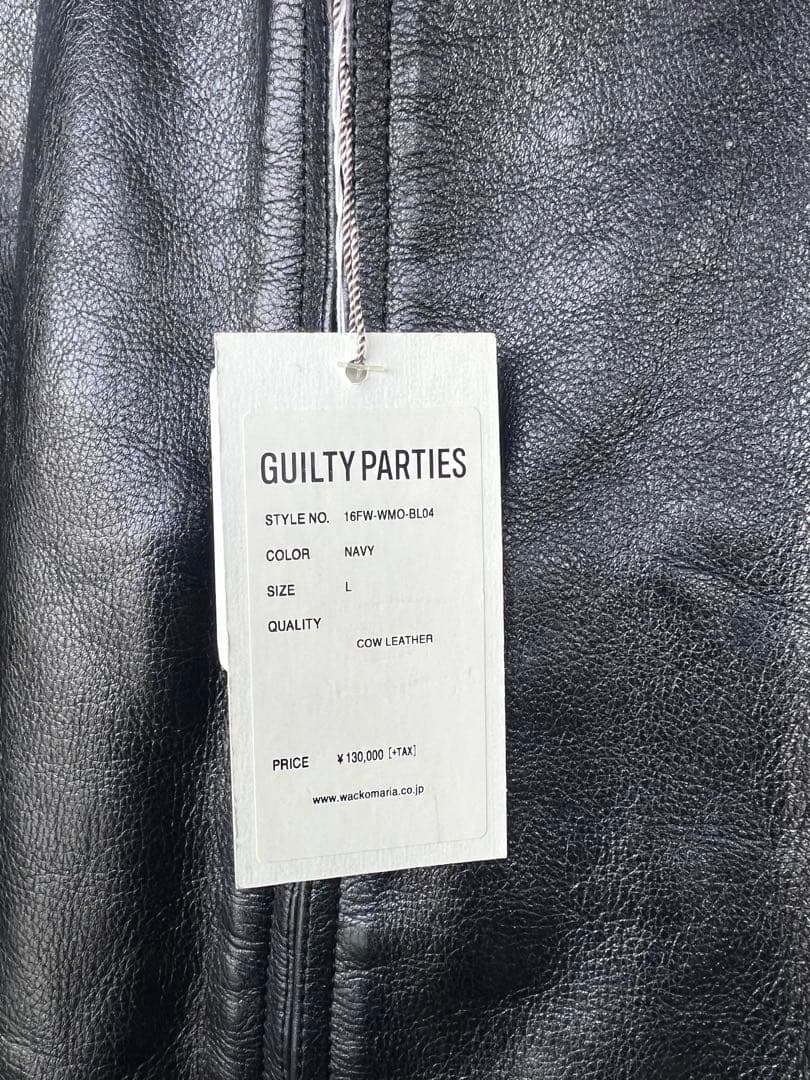 GUILTY PARTIES
STYLE NO. 16FW-WMO-BL04
COLOR NAVY
SIZE L
QUALITY
COW LEATHER
PRICE ¥130,000 [+TAX]
www.wackomaria.co.jp